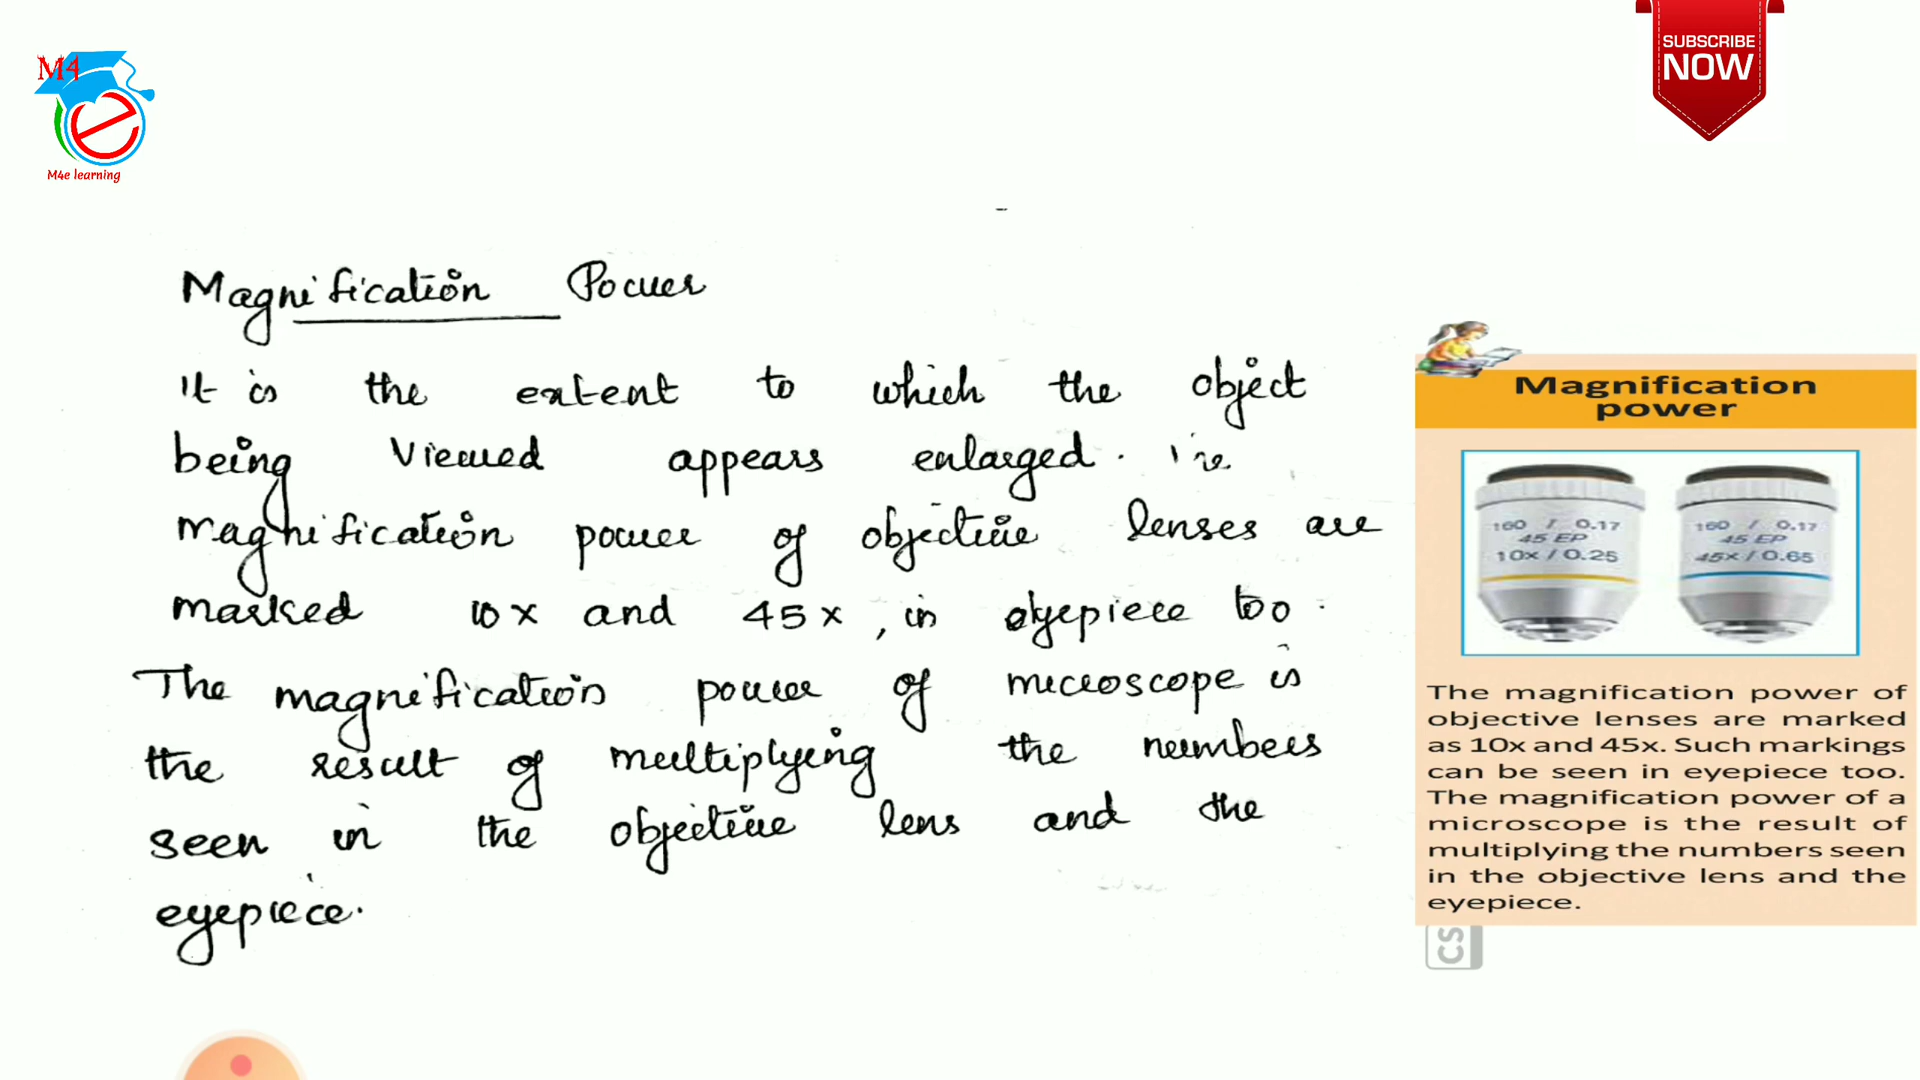 M4
M4e learning
SUBSCRIBE
NOW
Magnification Power
It is the extent to which the object
being viewed appears enlarged. i.e
magnification power of objective lenses are
marked 10x and 45x, in eyepiece too.
The magnification power of microscope is
the result of multiplying the numbers
seen in the objective lens and the
eyepiece.
Magnification
power
160 / 0.17
45 EP
10x / 0.25
160 / 0.17
45 EP
45x / 0.65
The magnification power of
objective lenses are marked
as 10x and 45x. Such markings
can be seen in eyepiece too.
The magnification power of a
microscope is the result of
multiplying the numbers seen
in the objective lens and the
eyepiece.
CS